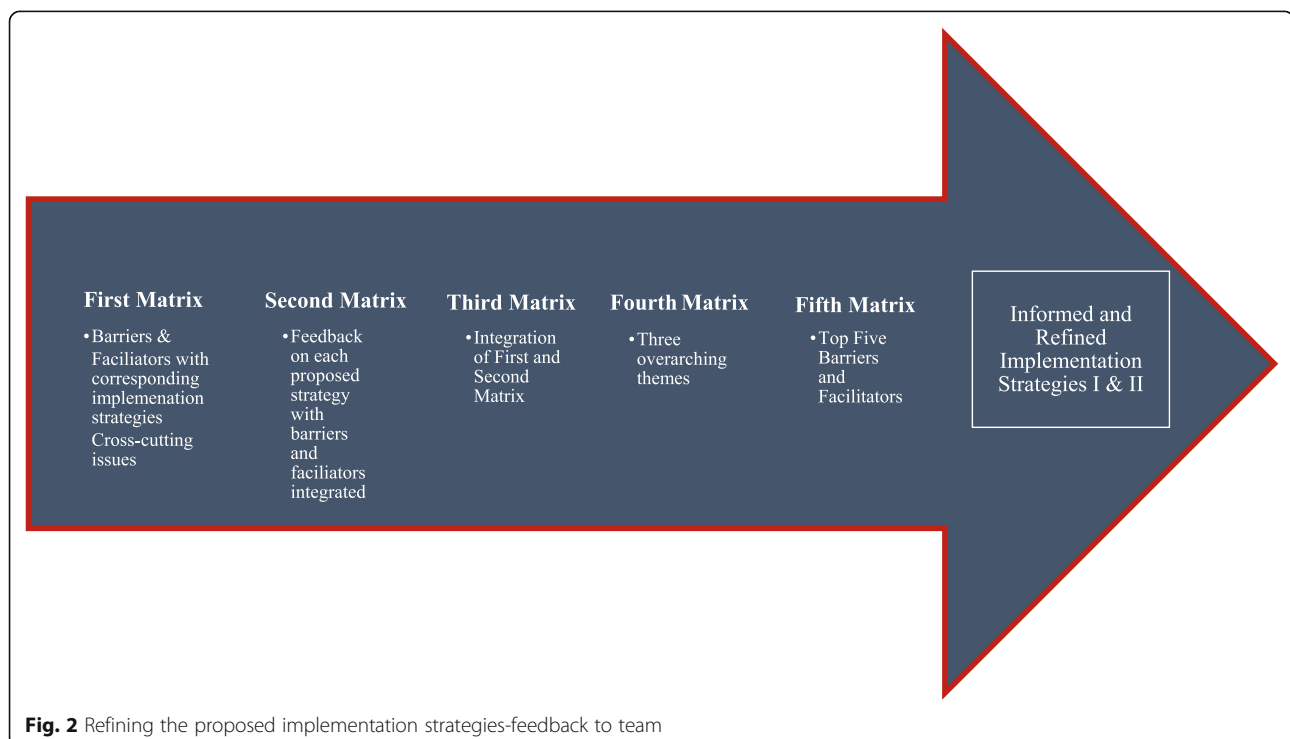 First Matrix
•Barriers &
Faciliators with
corresponding
implemenation
strategies
Cross-cutting
issues
Second Matrix
•Feedback
on each
proposed
strategy
with
barriers
and
faciliators
integrated
Third Matrix
•Integration
of First and
Second
Matrix
Fourth Matrix
•Three
overarching
themes
Fifth Matrix
•Top Five
Barriers
and
Facilitators
Informed and
Refined
Implementation
Strategies I & II
Fig. 2 Refining the proposed implementation strategies-feedback to team